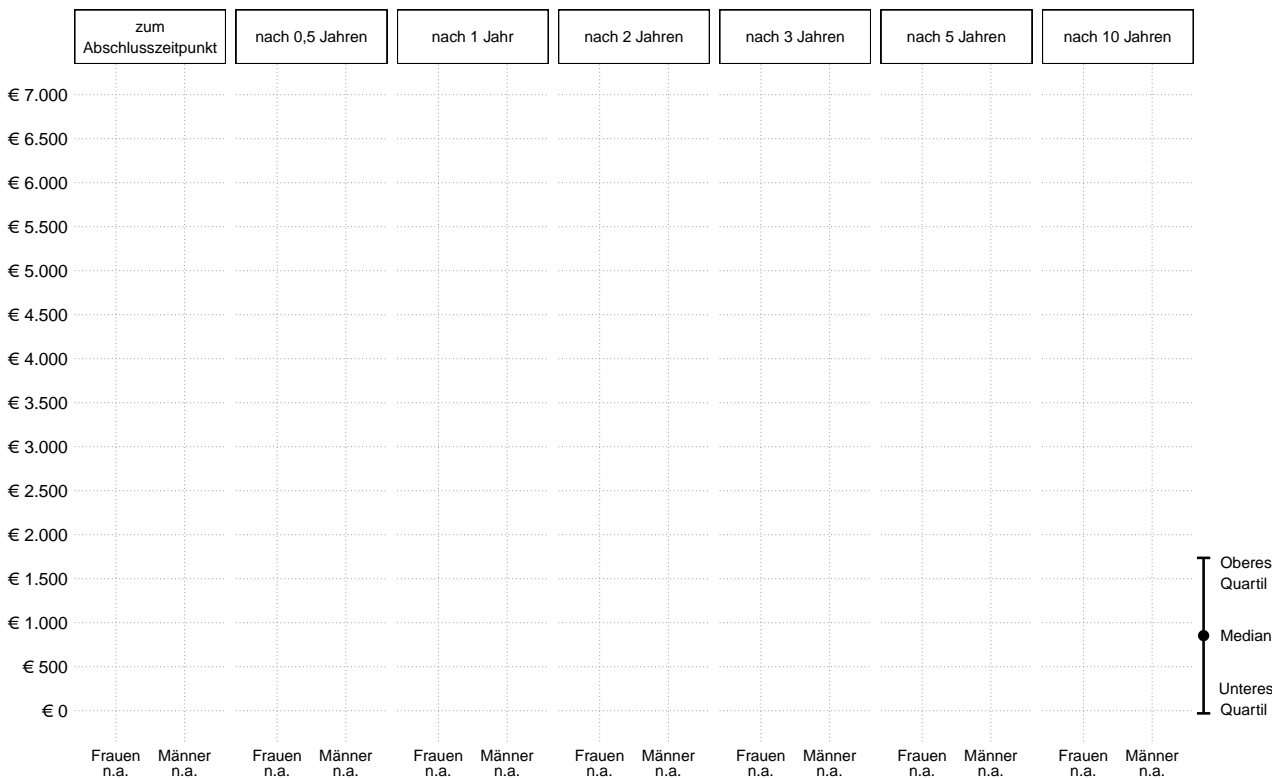 zum
Abschlusszeitpunkt
nach 0,5 Jahren
nach 1 Jahr
nach 2 Jahren
nach 3 Jahren
nach 5 Jahren
nach 10 Jahren
€ 7.000
€ 6.500
€ 6.000
€ 5.500
€ 5.000
€ 4.500
€ 4.000
€ 3.500
€ 3.000
€ 2.500
€ 2.000
€ 1.500
€ 1.000
€ 500
€ 0
Oberes
Quartil
Median
Unteres
Quartil
Frauen Männer Frauen Männer Frauen Männer Frauen Männer Frauen Männer Frauen Männer Frauen Männer
n.a. n.a. n.a. n.a. n.a. n.a. n.a. n.a. n.a. n.a. n.a. n.a. n.a. n.a.